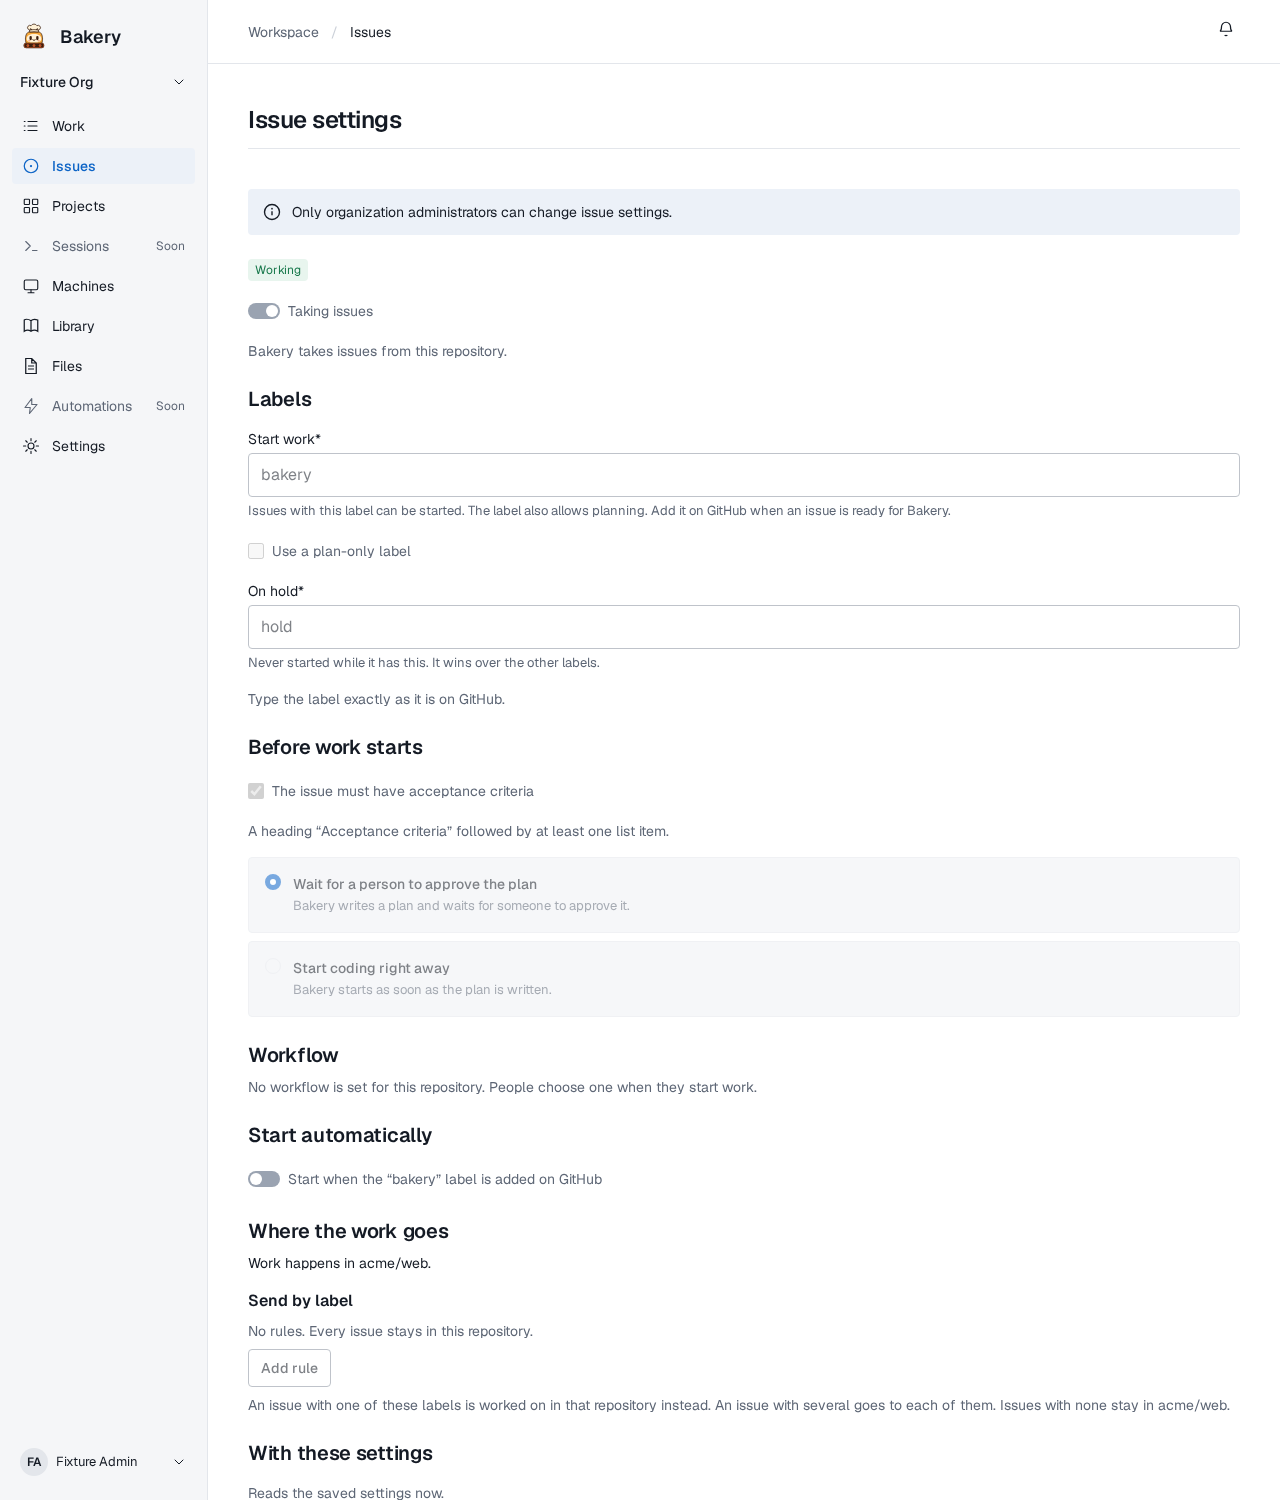 Bakery
Fixture Org
Work
Issues
Projects
Sessions Soon
Machines
Library
Files
Automations Soon
Settings
FA Fixture Admin
Workspace / Issues
Issue settings
Only organization administrators can change issue settings.
Working
Taking issues
Bakery takes issues from this repository.
Labels
Start work*
bakery
Issues with this label can be started. The label also allows planning. Add it on GitHub when an issue is ready for Bakery.
Use a plan-only label
On hold*
hold
Never started while it has this. It wins over the other labels.
Type the label exactly as it is on GitHub.
Before work starts
The issue must have acceptance criteria
A heading “Acceptance criteria” followed by at least one list item.
Wait for a person to approve the plan
Bakery writes a plan and waits for someone to approve it.
Start coding right away
Bakery starts as soon as the plan is written.
Workflow
No workflow is set for this repository. People choose one when they start work.
Start automatically
Start when the “bakery” label is added on GitHub
Where the work goes
Work happens in acme/web.
Send by label
No rules. Every issue stays in this repository.
Add rule
An issue with one of these labels is worked on in that repository instead. An issue with several goes to each of them. Issues with none stay in acme/web.
With these settings
Reads the saved settings now.